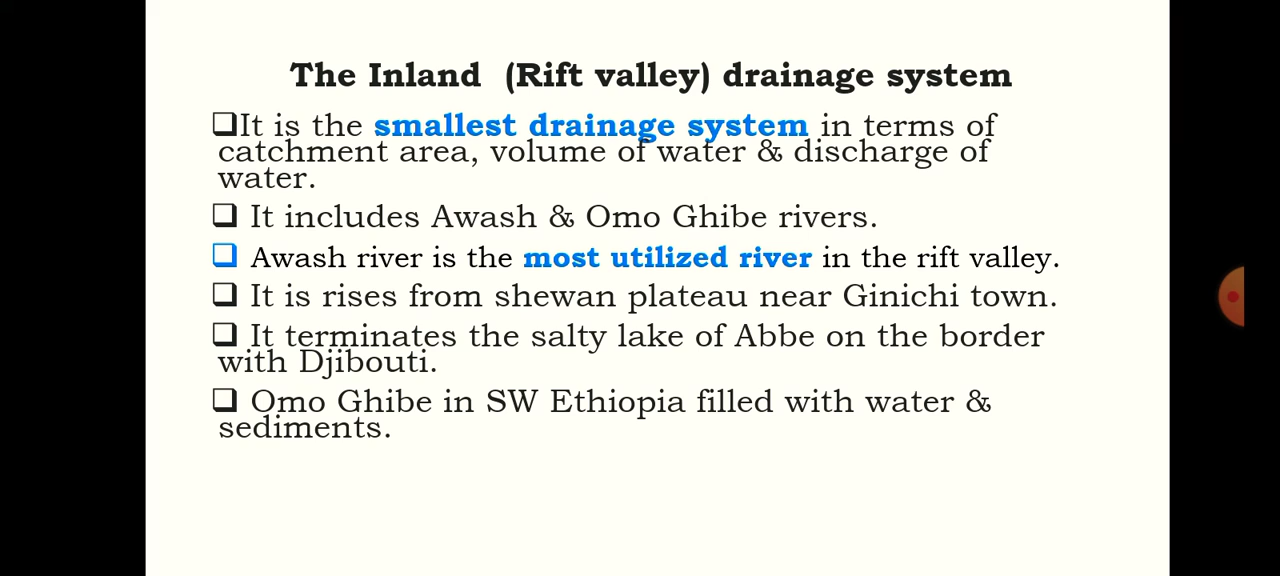 The Inland (Rift valley) drainage system
❑It is the smallest drainage system in terms of
catchment area, volume of water & discharge of
water.
❑ It includes Awash & Omo Ghibe rivers.
❑ Awash river is the most utilized river in the rift valley.
❑ It is rises from shewan plateau near Ginichi town.
❑ It terminates the salty lake of Abbe on the border
with Djibouti.
❑ Omo Ghibe in SW Ethiopia filled with water &
sediments.